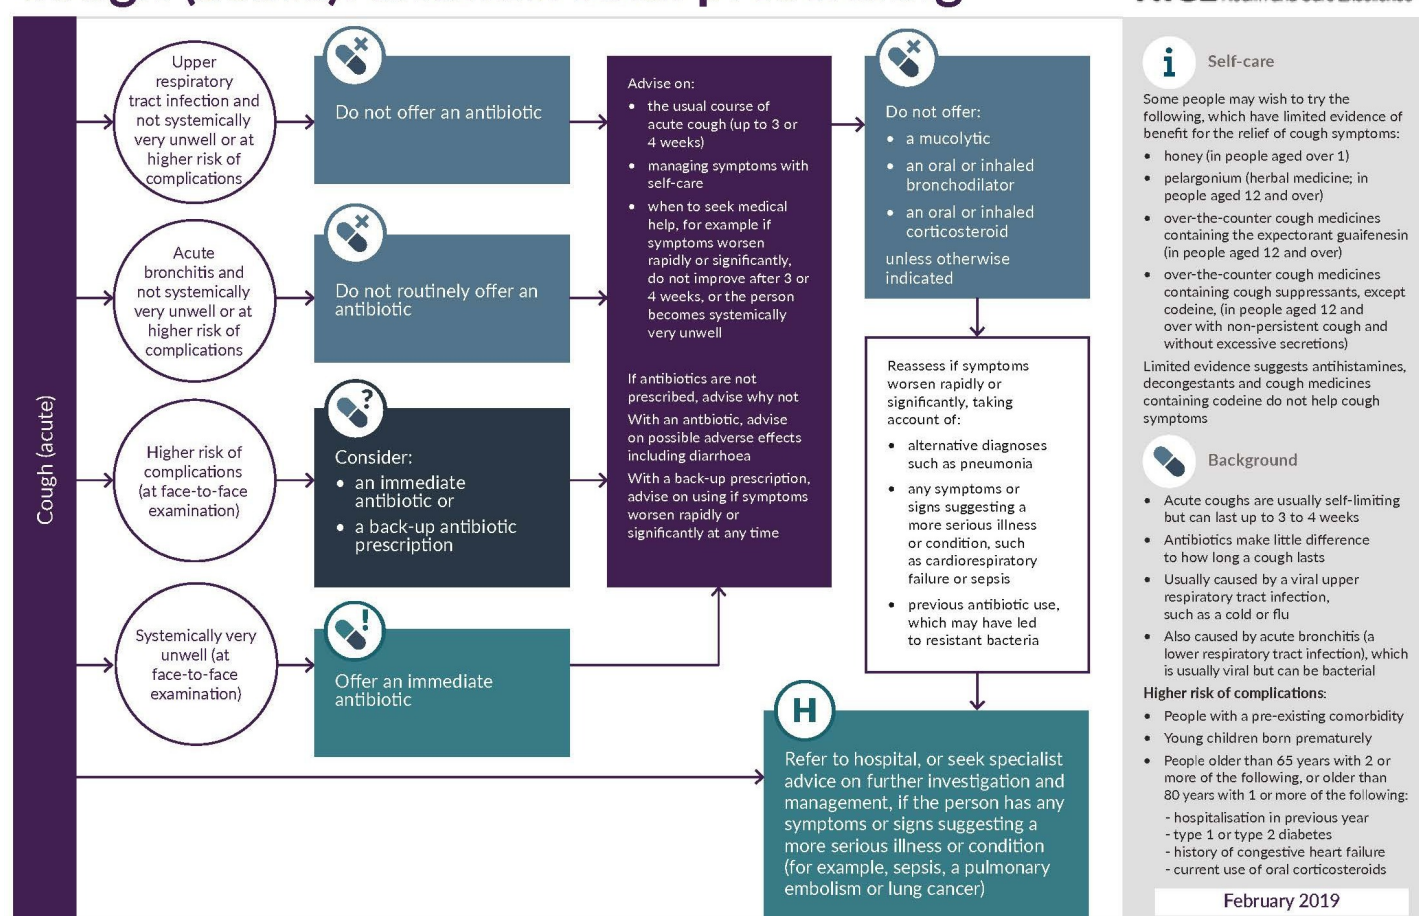 Cough (acute)
Upper
respiratory
tract infection and
not systemically
very unwell or at
higher risk of
complications
Do not offer an antibiotic
Acute
bronchitis and
not systemically
very unwell or at
higher risk of
complications
Do not routinely offer an
antibiotic
Higher risk of
complications
(at face-to-face
examination)
Consider:
• an immediate
antibiotic or
• a back-up antibiotic
prescription
Systemically very
unwell (at
face-to-face
examination)
Offer an immediate
antibiotic
Advise on:
• the usual course of
acute cough (up to 3 or
4 weeks)
• managing symptoms with
self-care
• when to seek medical
help, for example if
symptoms worsen
rapidly or significantly,
do not improve after 3 or
4 weeks, or the person
becomes systemically
very unwell
If antibiotics are not
prescribed, advise why not
With an antbiotic, advise
on possible adverse effects
including diarrhoea
With a back-up prescription,
advise on using if symptoms
worsen rapidly or
significantly at any time
Do not offer:
• a mucolytic
• an oral or inhaled
bronchodilator
• an oral or inhaled
corticosteroid
unless otherwise
indicated
Reassess if symptoms
worsen rapidly or
significantly, taking
account of:
• alternative diagnoses
such as pneumonia
• any symptoms or
signs suggesting a
more serious illness
or condition, such
as cardiorespiratory
failure or sepsis
• previous antibiotic use,
which may have led
to resistant bacteria
H
Refer to hospital, or seek specialist
advice on further investigation and
management, if the person has any
symptoms or signs suggesting a
more serious illness or condition
(for example, sepsis, a pulmonary
embolism or lung cancer)
i
Self-care
Some people may wish to try the
following, which have limited evidence of
benefit for the relief of cough symptoms:
• honey (in people aged over 1)
• pelargonium (herbal medicine; in
people aged 12 and over)
• over-the-counter cough medicines
containing the expectorant guaifenesin
(in people aged 12 and over)
• over-the-counter cough medicines
containing cough suppressants, except
codeine, (in people aged 12 and
over with non-persistent cough and
without excessive secretions)
Limited evidence suggests antihistamines,
decongestants and cough medicines
containing codeine do not help cough
symptoms
Background
• Acute coughs are usually self-limiting
but can last up to 3 to 4 weeks
• Antibiotics make little difference
to how long a cough lasts
• Usually caused by a viral upper
respiratory tract infection,
such as a cold or flu
• Also caused by acute bronchitis (a
lower respiratory tract infection), which
is usually viral but can be bacterial
Higher risk of complications:
• People with a pre-existing comorbidity
• Young children born prematurely
• People older than 65 years with 2 or
more of the following, or older than
80 years with 1 or more of the following:
- hospitalisation in previous year
- type 1 or type 2 diabetes
- history of congestive heart failure
- current use of oral corticosteroids
February 2019